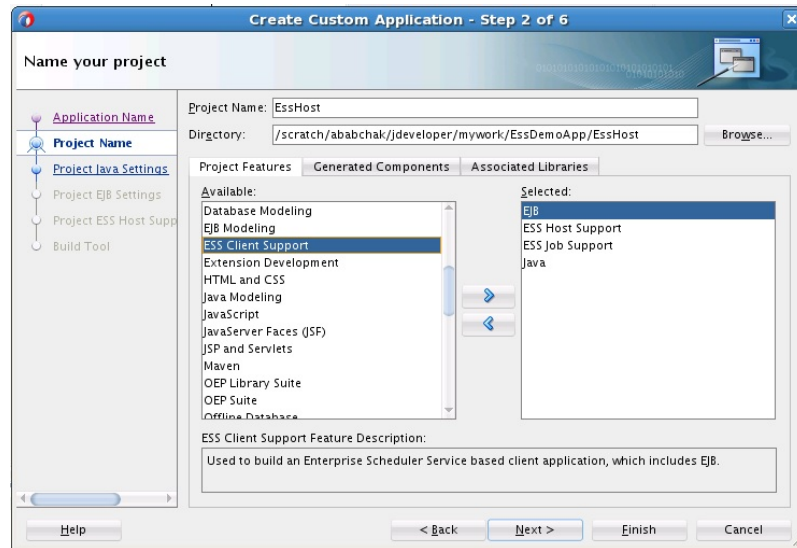 Create Custom Application - Step 2 of 6
Name your project
Application Name
Project Name
Project Java Settings
Project EJB Settings
Project ESS Host Supp
Build Tool
Project Name: EssHost
Directory: /scratch/ababchak/jdeveloper/mywork/EssDemoApp/EssHost Browse...
Project Features Generated Components Associated Libraries
Available:
Database Modeling
EJB Modeling
ESS Client Support
Extension Development
HTML and CSS
Java Modeling
JavaScript
JavaServer Faces (JSF)
JSP and Servlets
Maven
OEP Library Suite
OEP Suite
Offline Database
Selected:
EJB
ESS Host Support
ESS Job Support
Java
ESS Client Support Feature Description:
Used to build an Enterprise Scheduler Service based client application, which includes EJB.
Help < Back Next > Finish Cancel